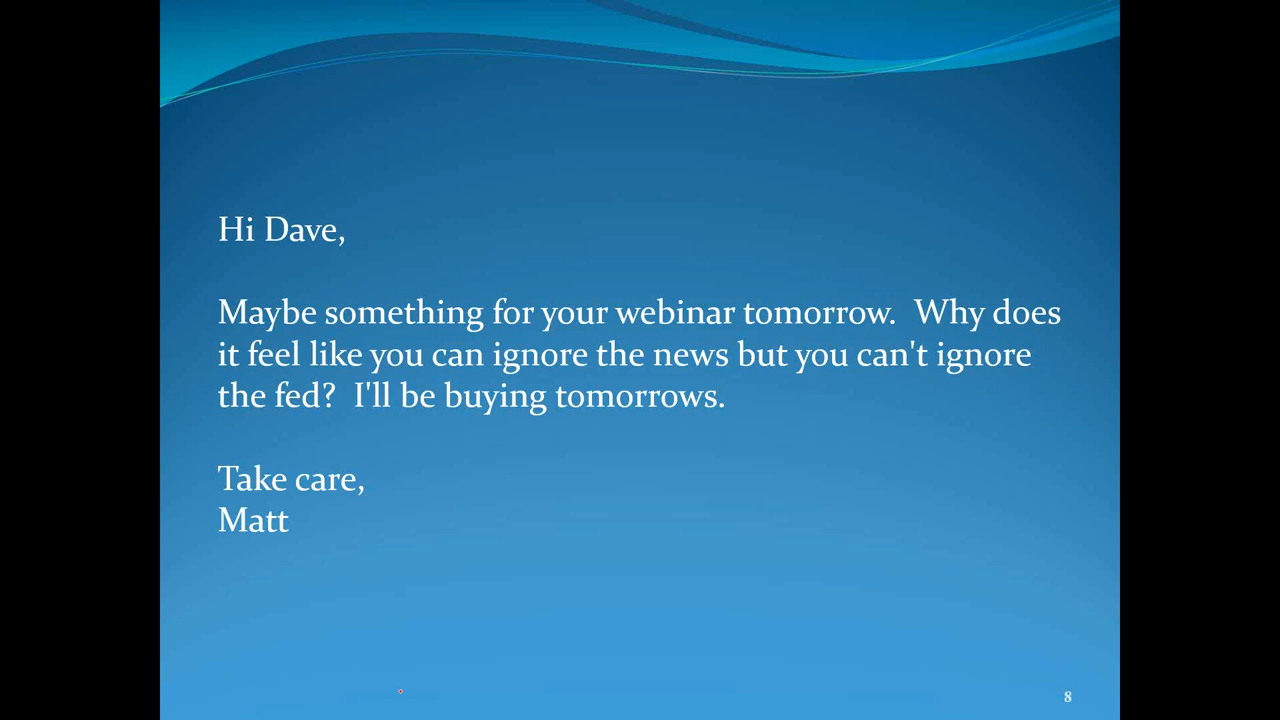 Hi Dave,
Maybe something for your webinar tomorrow.  Why does
it feel like you can ignore the news but you can't ignore
the fed?  I'll be buying tomorrows.
Take care,
Matt
8